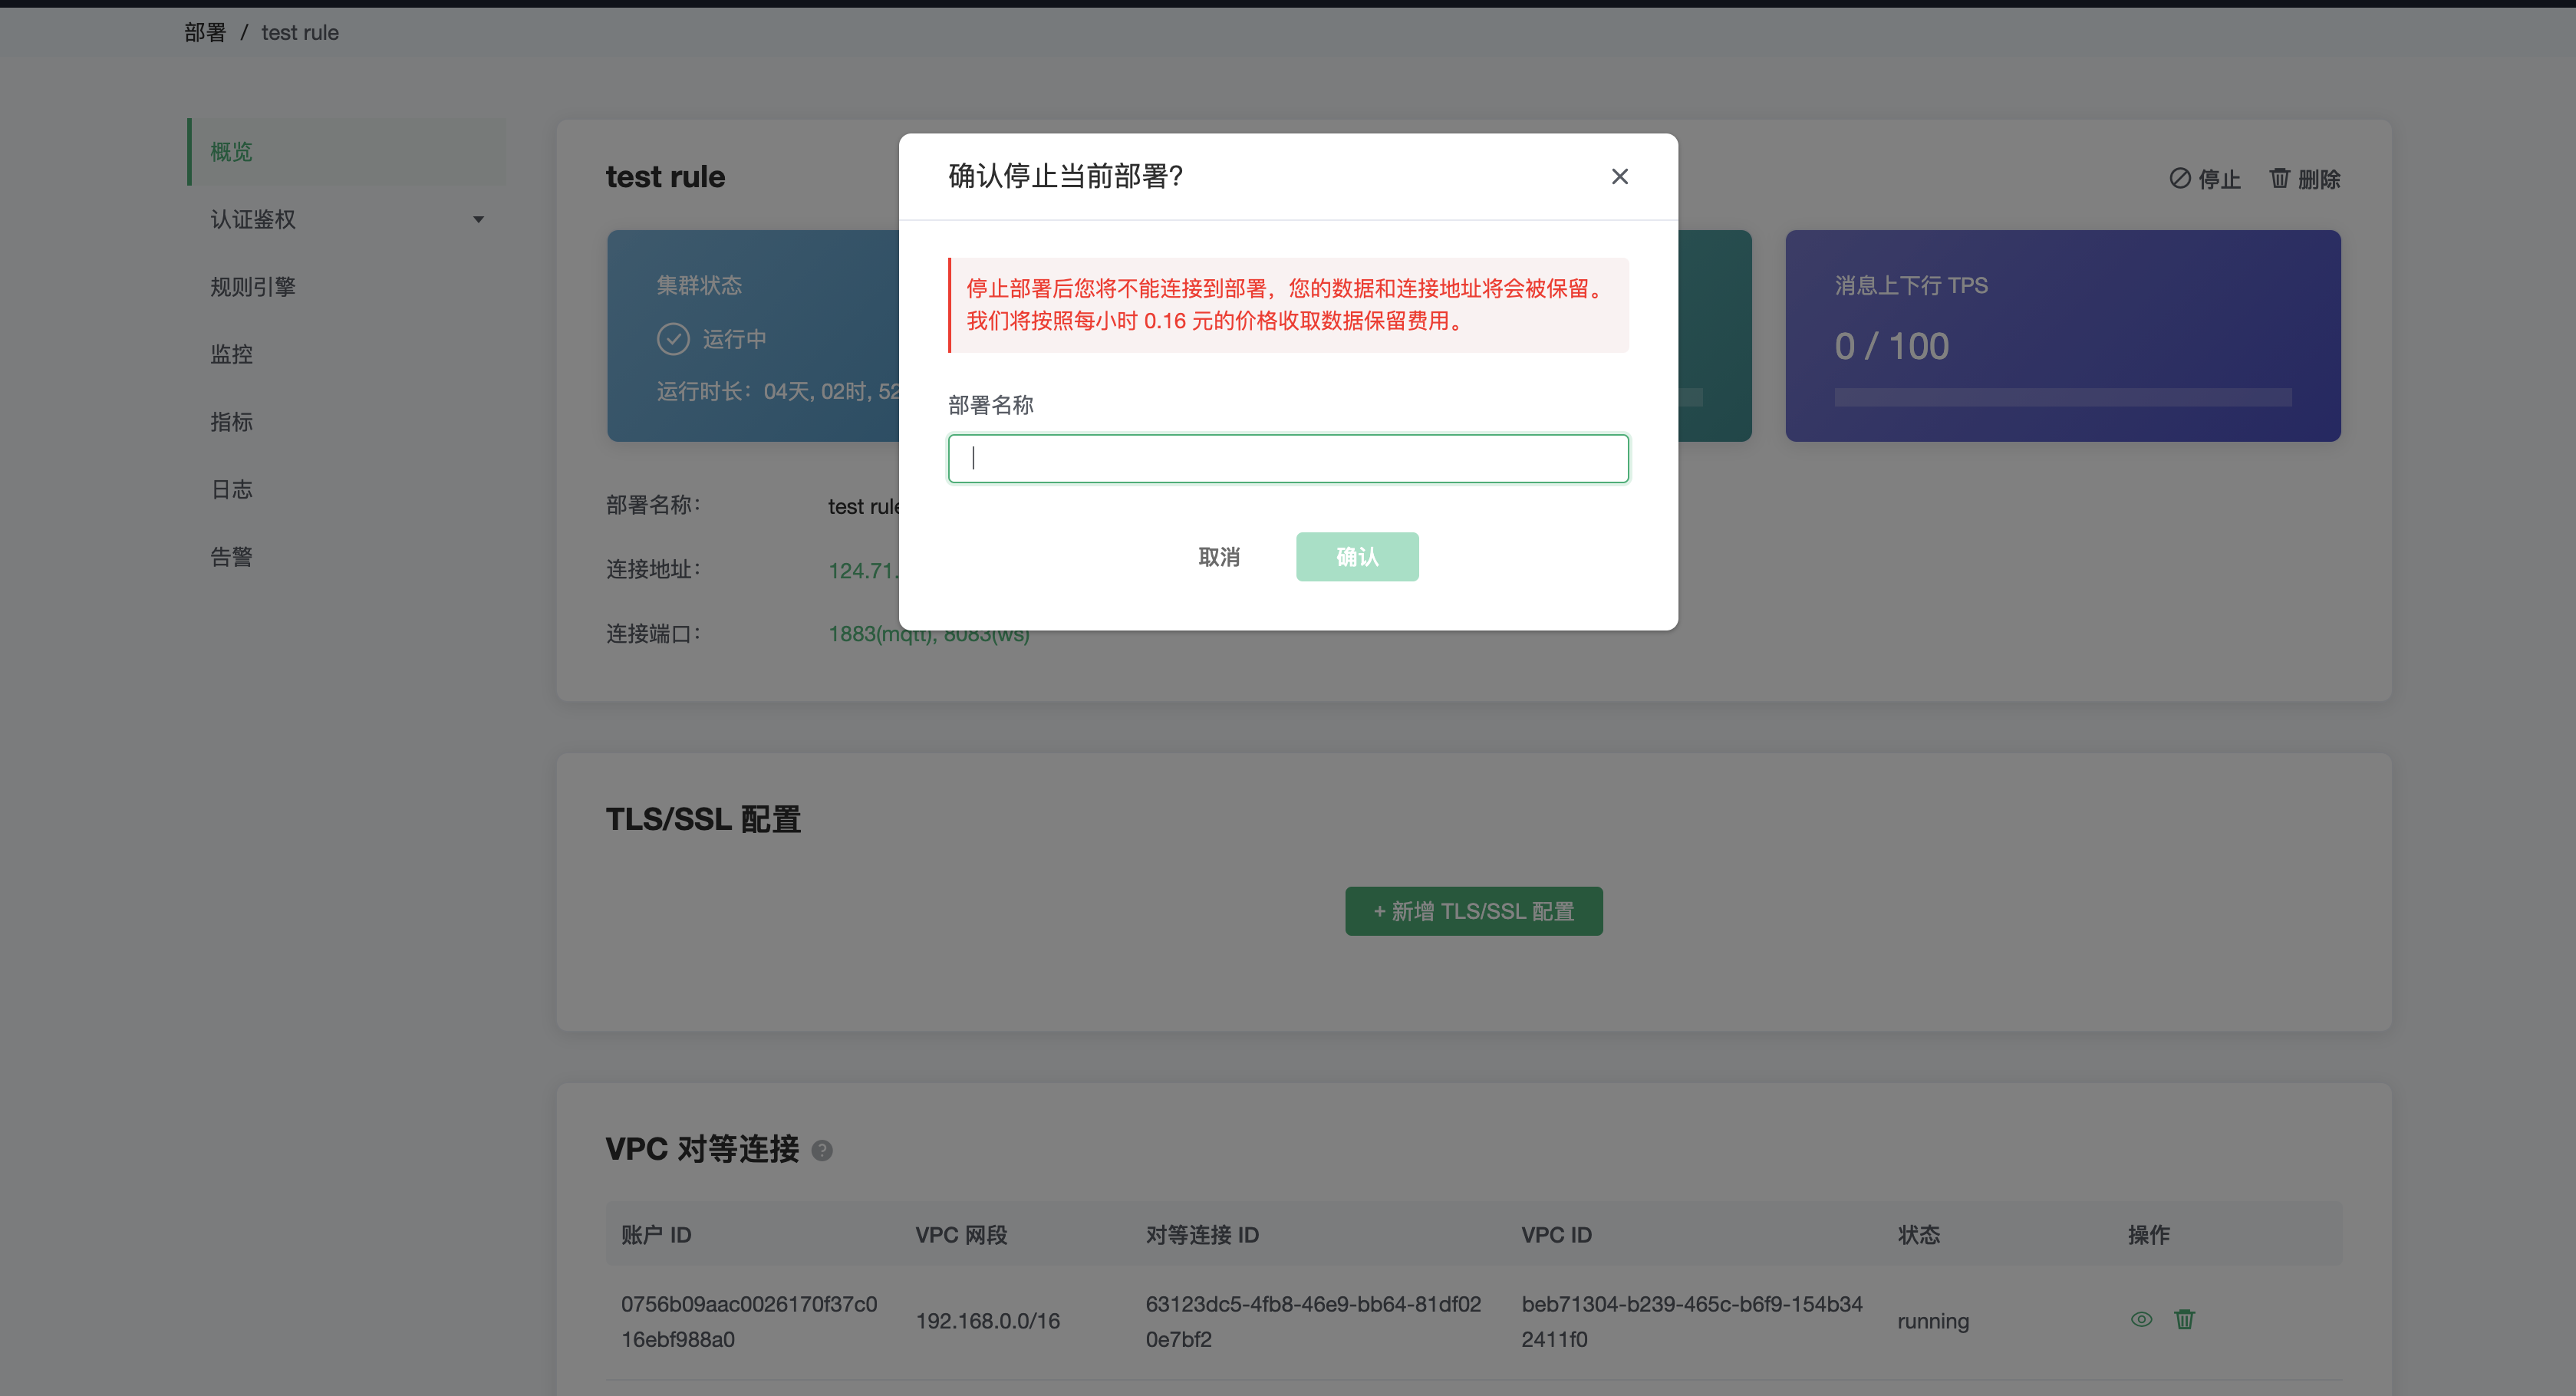 部署 / test rule
概览
认证鉴权
规则引擎
监控
指标
日志
告警
test rule
停止 删除
集群状态
运行中
运行时长：04天, 02时, 52
消息上下行 TPS
0 / 100
部署名称：
test rule
连接地址：
124.71.
连接端口：
1883(mqtt), 8083(ws)
确认停止当前部署?
停止部署后您将不能连接到部署，您的数据和连接地址将会被保留。
我们将按照每小时 0.16 元的价格收取数据保留费用。
部署名称
取消 确认
TLS/SSL 配置
+ 新增 TLS/SSL 配置
VPC 对等连接 ?
账户 ID VPC 网段 对等连接 ID VPC ID 状态 操作
0756b09aac0026170f37c0
16ebf988a0
192.168.0.0/16
63123dc5-4fb8-46e9-bb64-81df02
0e7bf2
beb71304-b239-465c-b6f9-154b34
2411f0
running